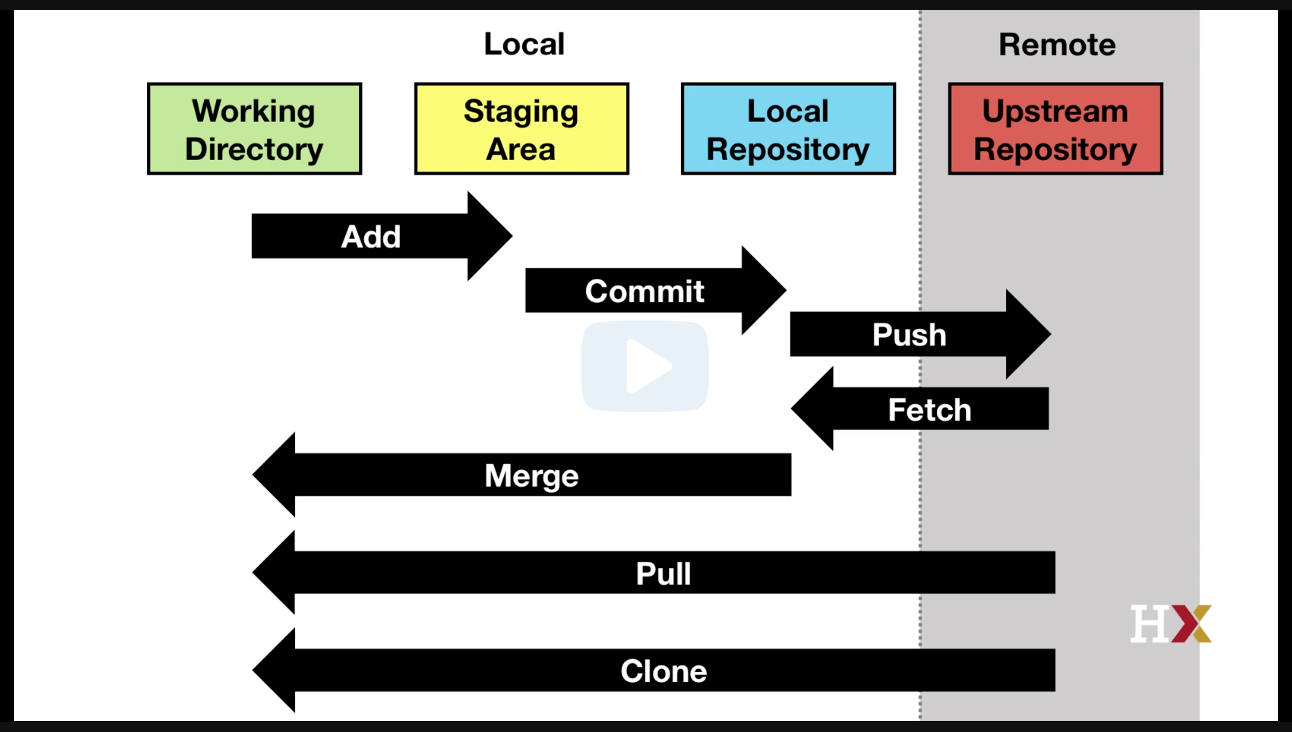 Local
Remote
Working
Directory
Staging
Area
Local
Repository
Upstream
Repository
Add
Commit
Push
Fetch
Merge
Pull
Clone
HX